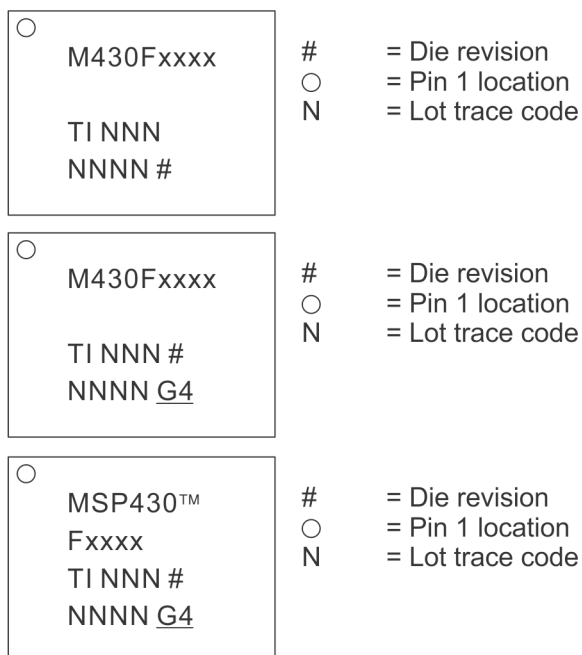 M430Fxxxx
TI NNN
NNNN #
# = Die revision
○ = Pin 1 location
N = Lot trace code
M430Fxxxx
TI NNN #
NNNN G4
# = Die revision
○ = Pin 1 location
N = Lot trace code
MSP430™
Fxxxx
TI NNN #
NNNN G4
# = Die revision
○ = Pin 1 location
N = Lot trace code